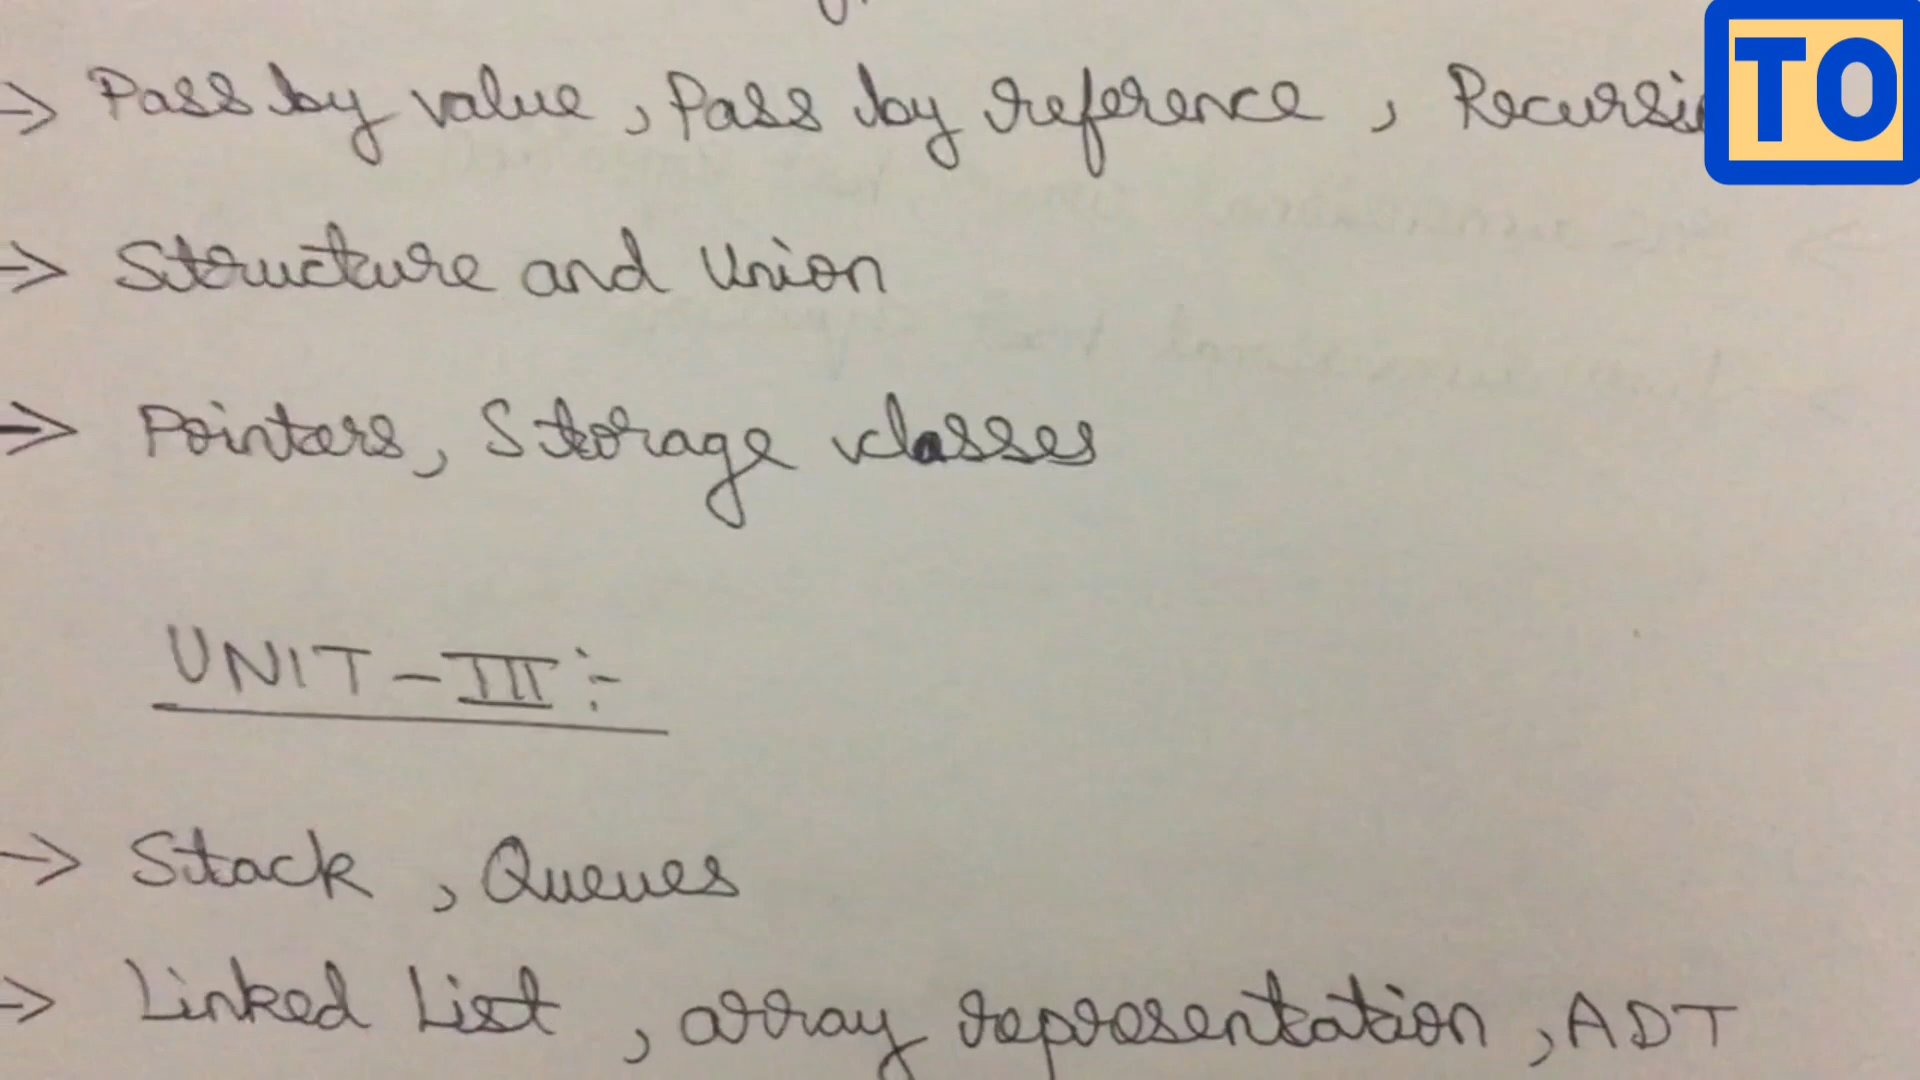 → Pass by value, Pass by reference, Recursi
TO
→ Structure and Union
→ Pointers, Storage classes
UNIT-III:-
→ Stack, Queues
→ Linked List, array representation, ADT